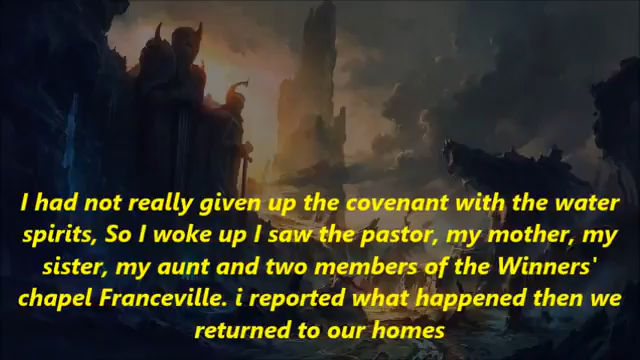 I had not really given up the covenant with the water
spirits, So I woke up I saw the pastor, my mother, my
sister, my aunt and two members of the Winners'
chapel Franceville. i reported what happened then we
returned to our homes